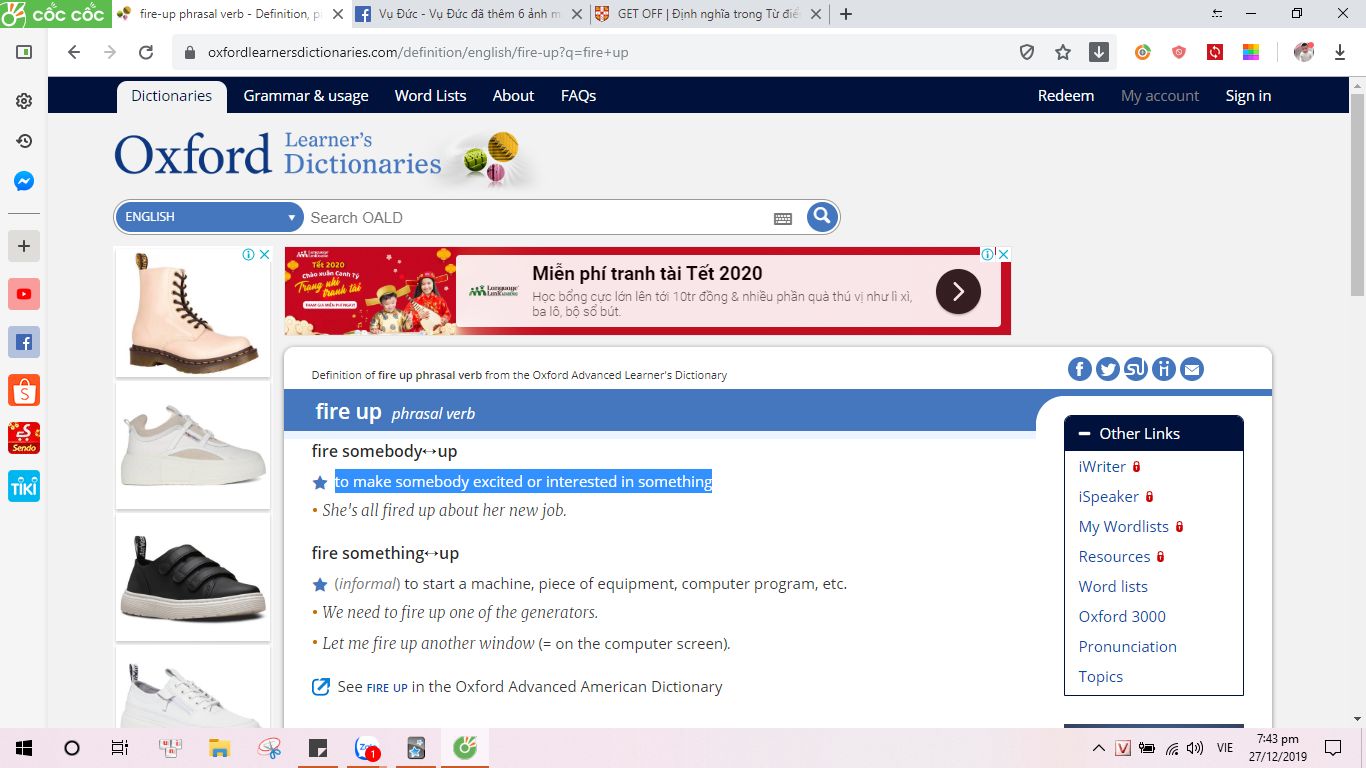 cốc cốc
fire-up phrasal verb - Definition, p
Vụ Đức - Vụ Đức đã thêm 6 ảnh m
GET OFF | Định nghĩa trong Từ điể
oxfordlearnersdictionaries.com/definition/english/fire-up?q=fire+up
Dictionaries
Grammar & usage
Word Lists
About
FAQs
Redeem
My account
Sign in
Oxford Learner's Dictionaries
ENGLISH
Search OALD
Tết 2020
Chào xuân Canh Tý
Trạng nhí tranh tài
Language Link
Miễn phí tranh tài Tết 2020
Học bổng cực lớn lên tới 10tr đồng & nhiều phần quà thú vị như lì xì,
ba lô, bộ sổ bút.
Definition of fire up phrasal verb from the Oxford Advanced Learner's Dictionary
fire up phrasal verb
fire somebody↔up
to make somebody excited or interested in something
• She's all fired up about her new job.
fire something↔up
(informal) to start a machine, piece of equipment, computer program, etc.
• We need to fire up one of the generators.
• Let me fire up another window (= on the computer screen).
See FIRE UP in the Oxford Advanced American Dictionary
Other Links
iWriter
iSpeaker
My Wordlists
Resources
Word lists
Oxford 3000
Pronunciation
Topics
Sendo
TIKI
Zalo
1
VIE
7:43 pm
27/12/2019